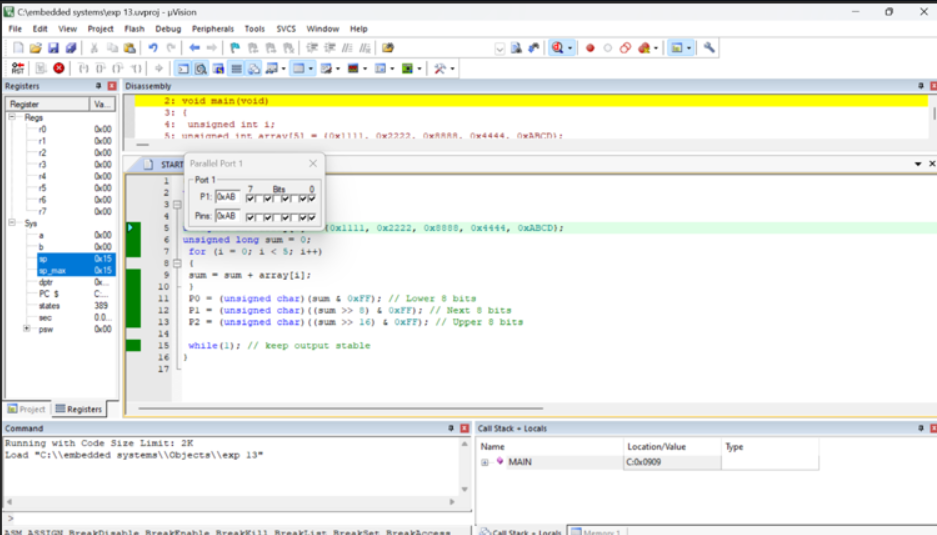 C:\embedded systems\exp 13.uvproj - µVision
File Edit View Project Flash Debug Peripherals Tools SVCS Window Help
Registers
Register Va...
Regs
r0 0x00
r1 0x00
r2 0x00
r3 0x00
r4 0x00
r5 0x00
r6 0x00
r7 0x00
Sys
a 0x00
b 0x00
sp 0x15
sp_max 0x15
dptr 0x...
PC $ C:...
states 389
sec 0.0...
psw 0x00
Project Registers
Disassembly
2: void main(void)
3: {
4: unsigned int i;
5: unsigned int array[5] = {0x1111, 0x2222, 0x8888, 0x4444, 0xABCD};
START
Parallel Port 1
Port 1
7 Bits 0
P1: 0xAB
Pins: 0xAB
1
2
3
4
5 {0x1111, 0x2222, 0x8888, 0x4444, 0xABCD};
6 unsigned long sum = 0;
7 for (i = 0; i < 5; i++)
8 {
9 sum = sum + array[i];
10 }
11 P0 = (unsigned char)(sum & 0xFF); // Lower 8 bits
12 P1 = (unsigned char)((sum >> 8) & 0xFF); // Next 8 bits
13 P2 = (unsigned char)((sum >> 16) & 0xFF); // Upper 8 bits
14
15 while(1); // keep output stable
16 }
17
Command
Running with Code Size Limit: 2K
Load "C:\\embedded systems\\Objects\\exp 13"
>
ASM ASSIGN BreakDisable BreakEnable BreakKill BreakList BreakSet BreakAccess
Call Stack + Locals
Name Location/Value Type
MAIN C:0x0909
Call Stack + Locals Memory 1